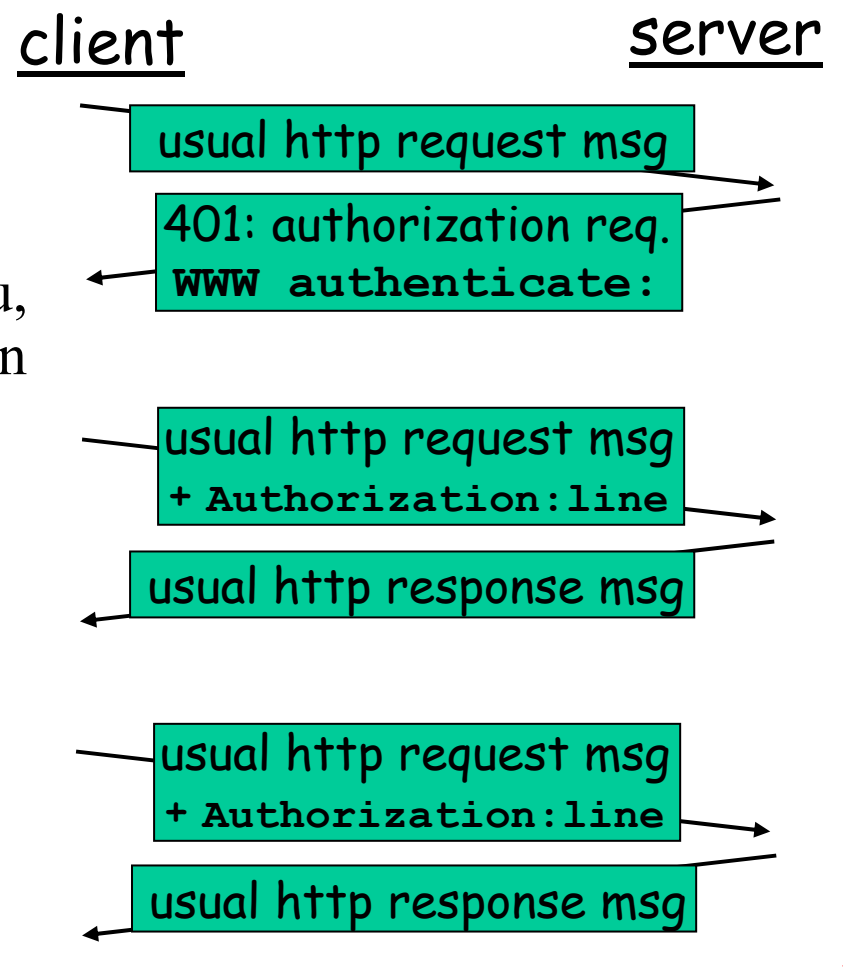 client
server
usual http request msg
401: authorization req.
WWW authenticate:
u,
n
usual http request msg
+ Authorization:line
usual http response msg
usual http request msg
+ Authorization:line
usual http response msg